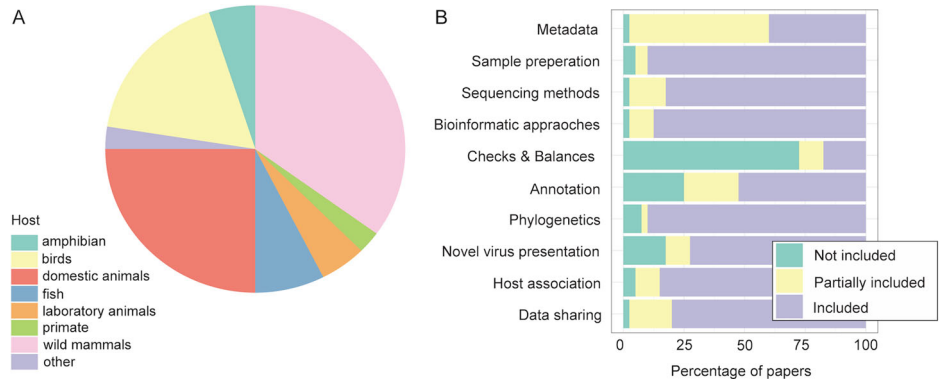 A
Host
amphibian
birds
domestic animals
fish
laboratory animals
primate
wild mammals
other
B
Metadata
Sample preperation
Sequencing methods
Bioinformatic appraoches
Checks & Balances
Annotation
Phylogenetics
Novel virus presentation
Host association
Data sharing
Not included
Partially included
Included
0 25 50 75 100
Percentage of papers